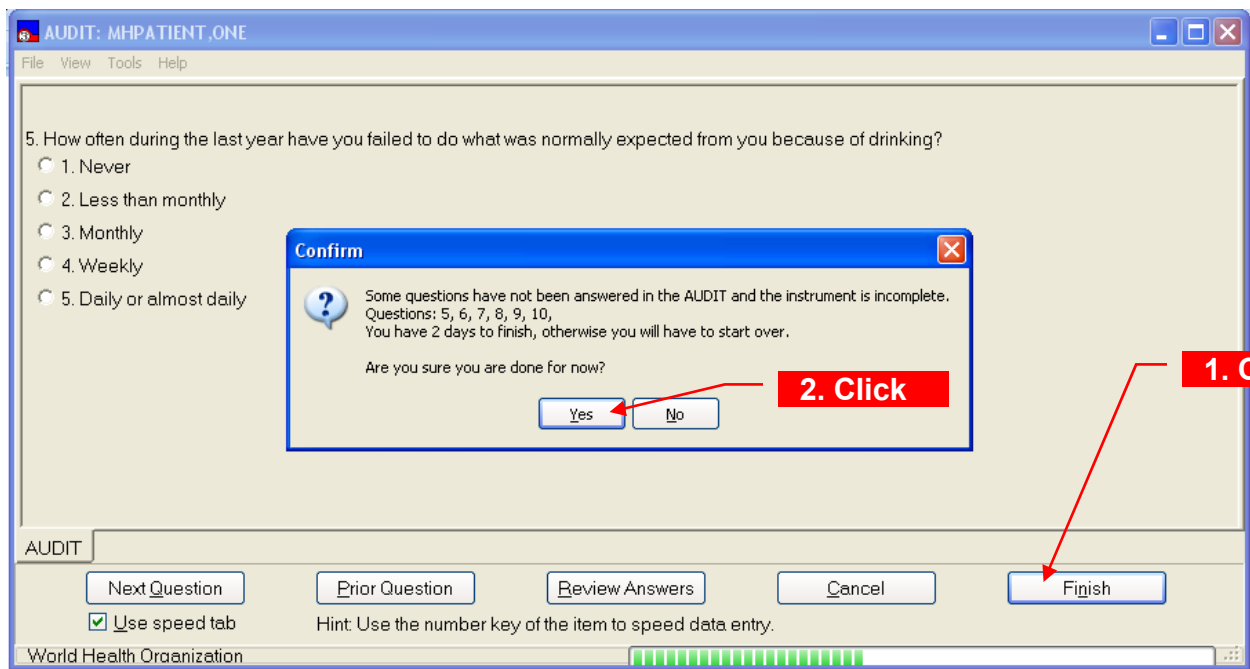 AUDIT: MHPATIENT,ONE
File View Tools Help
5. How often during the last year have you failed to do what was normally expected from you because of drinking?
1. Never
2. Less than monthly
3. Monthly
4. Weekly
5. Daily or almost daily
Confirm
Some questions have not been answered in the AUDIT and the instrument is incomplete.
Questions: 5, 6, 7, 8, 9, 10,
You have 2 days to finish, otherwise you will have to start over.
Are you sure you are done for now?
Yes No
2. Click
1.
AUDIT
Next Question Prior Question Review Answers Cancel Finish
Use speed tab Hint: Use the number key of the item to speed data entry.
World Health Organization